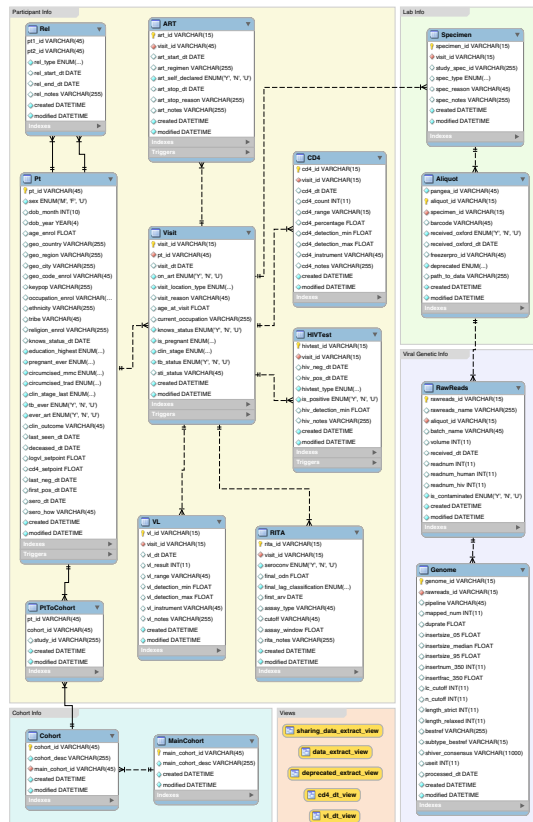 Participant Info
Rel
pt1_id VARCHAR(45)
pt2_id VARCHAR(45)
rel_type ENUM(...)
rel_start_dt DATE
rel_end_dt DATE
rel_notes VARCHAR(255)
created DATETIME
modified DATETIME
Indexes
Pt
pt_id VARCHAR(45)
sex ENUM('M', 'F', 'U')
dob_month INT(10)
dob_year YEAR(4)
age_enrol FLOAT
geo_country VARCHAR(255)
geo_region VARCHAR(255)
geo_city VARCHAR(255)
geo_code_enrol VARCHAR(45)
keypop VARCHAR(255)
occupation_enrol VARCHAR(...
ethnicity VARCHAR(255)
tribe VARCHAR(45)
religion_enrol VARCHAR(255)
knows_status_dt DATE
education_highest ENUM(...)
pregnant_ever ENUM(...)
circumcised_mmc ENUM(...)
circumcised_trad ENUM(...)
clin_stage_last ENUM(...)
tb_ever ENUM('Y', 'N', 'U')
ever_art ENUM('Y', 'N', 'U')
clin_outcome VARCHAR(45)
last_seen_dt DATE
deceased_dt DATE
logvl_setpoint FLOAT
cd4_setpoint FLOAT
last_neg_dt DATE
first_pos_dt DATE
sero_dt DATE
sero_how VARCHAR(45)
created DATETIME
modified DATETIME
Indexes
Triggers
PtToCohort
pt_id VARCHAR(45)
cohort_id VARCHAR(45)
study_id VARCHAR(255)
created DATETIME
modified DATETIME
Indexes
ART
art_id VARCHAR(15)
visit_id VARCHAR(15)
art_start_dt DATE
art_regimen VARCHAR(255)
art_self_declared ENUM('Y', 'N', 'U')
art_stop_dt DATE
art_stop_reason VARCHAR(255)
art_notes VARCHAR(255)
created DATETIME
modified DATETIME
Indexes
Triggers
Visit
visit_id VARCHAR(15)
pt_id VARCHAR(45)
visit_dt DATE
on_art ENUM('Y', 'N', 'U')
visit_location_type ENUM(...)
visit_reason VARCHAR(45)
age_at_visit FLOAT
current_occupation VARCHAR(255)
knows_status ENUM('Y', 'N', 'U')
is_pregnant ENUM(...)
clin_stage ENUM(...)
tb_status ENUM('Y', 'N', 'U')
sti_status VARCHAR(45)
created DATETIME
modified DATETIME
Indexes
Triggers
CD4
cd4_id VARCHAR(15)
visit_id VARCHAR(15)
cd4_dt DATE
cd4_count INT(11)
cd4_range VARCHAR(15)
cd4_percentage FLOAT
cd4_detection_min FLOAT
cd4_detection_max FLOAT
cd4_instrument VARCHAR(45)
cd4_notes VARCHAR(255)
created DATETIME
modified DATETIME
Indexes
HIVTest
hivtest_id VARCHAR(15)
visit_id VARCHAR(15)
hiv_neg_dt DATE
hiv_pos_dt DATE
hivtest_type ENUM(...)
is_positive ENUM('Y', 'N', 'U')
hiv_detection_min FLOAT
hiv_notes VARCHAR(255)
created DATETIME
modified DATETIME
Indexes
Triggers
VL
vl_id VARCHAR(15)
visit_id VARCHAR(15)
vl_dt DATE
vl_result INT(11)
vl_range VARCHAR(45)
vl_detection_min FLOAT
vl_detection_max FLOAT
vl_instrument VARCHAR(45)
vl_notes VARCHAR(255)
created DATETIME
modified DATETIME
Indexes
RITA
rita_id VARCHAR(15)
visit_id VARCHAR(15)
seroconv ENUM('Y', 'N', 'U')
final_odn FLOAT
final_lag_classification ENUM(...)
first_arv DATE
assay_type VARCHAR(45)
cutoff VARCHAR(45)
assay_window FLOAT
rita_notes VARCHAR(255)
created DATETIME
modified DATETIME
Indexes
Lab Info
Specimen
specimen_id VARCHAR(15)
visit_id VARCHAR(15)
study_spec_id VARCHAR(255)
spec_type ENUM(...)
spec_reason VARCHAR(45)
spec_notes VARCHAR(255)
created DATETIME
modified DATETIME
Indexes
Aliquot
pangea_id VARCHAR(45)
aliquot_id VARCHAR(15)
specimen_id VARCHAR(15)
barcode VARCHAR(45)
received_oxford ENUM('Y', 'N', 'U')
received_oxford_dt DATE
freezerpro_id VARCHAR(45)
deprecated ENUM(...)
path_to_data VARCHAR(255)
created DATETIME
modified DATETIME
Indexes
Viral Genetic Info
RawReads
rawreads_id VARCHAR(15)
rawreads_name VARCHAR(255)
aliquot_id VARCHAR(15)
batch_name VARCHAR(45)
volume INT(11)
received_dt DATE
readnum INT(11)
readnum_human INT(11)
readnum_hiv INT(11)
is_contaminated ENUM('Y', 'N', 'U')
created DATETIME
modified DATETIME
Indexes
Genome
genome_id VARCHAR(15)
rawreads_id VARCHAR(15)
pipeline VARCHAR(45)
mapped_num INT(11)
duprate FLOAT
insertsize_05 FLOAT
insertsize_median FLOAT
insertsize_95 FLOAT
insertnum_350 INT(11)
insertfrac_350 FLOAT
lc_cutoff INT(11)
n_cutoff INT(11)
length_strict INT(11)
length_relaxed INT(11)
bestref VARCHAR(255)
subtype_bestref VARCHAR(15)
shiver_consensus VARCHAR(11000)
useit INT(11)
processed_dt DATE
created DATETIME
modified DATETIME
Indexes
Cohort Info
Cohort
cohort_id VARCHAR(45)
cohort_desc VARCHAR(255)
main_cohort_id VARCHAR(45)
created DATETIME
modified DATETIME
Indexes
MainCohort
main_cohort_id VARCHAR(45)
main_cohort_desc VARCHAR(255)
created DATETIME
modified DATETIME
Indexes
Views
sharing_data_extract_view
data_extract_view
deprecated_extract_view
cd4_dt_view
vl_dt_view